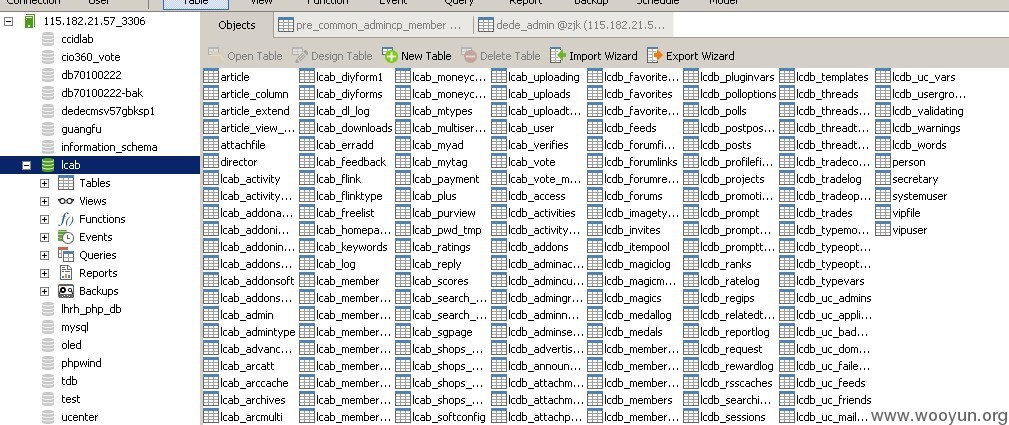 Connection User Table View Function Event Query Report Backup Schedule Model
115.182.21.57_3306
ccidlab
cio360_vote
db70100222
db70100222-bak
dedecmsv57gbksp1
guangfu
information_schema
lcab
Tables
Views
Functions
Events
Queries
Reports
Backups
lhrh_php_db
mysql
oled
phpwind
tdb
test
ucenter
Objects pre_common_admincp_member ... dede_admin @zjk (115.182.21.5...
Open Table Design Table New Table Delete Table Import Wizard Export Wizard
article lcab_diyform1 lcab_moneyc... lcab_uploading lcdb_favorite... lcdb_pluginvars lcdb_templates lcdb_uc_vars
article_column lcab_diyforms lcab_moneyc... lcab_uploads lcdb_favorites lcdb_polloptions lcdb_threads lcdb_usergro...
article_extend lcab_dl_log lcab_mtypes lcab_uploadt... lcdb_feeds lcdb_polls lcdb_threads... lcdb_validating
article_view_... lcab_downloads lcab_multiser... lcab_user lcdb_forumfi... lcdb_postpos... lcdb_threads... lcdb_warnings
attachfile lcab_erradd lcab_myad lcab_verifies lcdb_forumlinks lcdb_posts lcdb_threads... lcdb_words
director lcab_feedback lcab_mytag lcab_vote lcdb_forumlinks lcdb_profilefi... lcdb_tradeco... person
lcab_activity lcab_flink lcab_payment lcab_vote_m... lcdb_forumre... lcdb_projects lcdb_tradelog secretary
lcab_activity... lcab_flinktype lcab_plus lcdb_access lcdb_forums lcdb_promoti... lcdb_tradeop... systemuser
lcab_addona... lcab_freelist lcab_purview lcdb_activities lcdb_imagety... lcdb_prompt lcdb_trades vipfile
lcab_addoni... lcab_homepa... lcab_pwd_tmp lcdb_activity... lcdb_invites lcdb_prompt... lcdb_typemo... vipuser
lcab_addonin... lcab_keywords lcab_ratings lcdb_addons lcdb_itempool lcdb_promptt... lcdb_typeopt...
lcab_addons... lcab_log lcab_reply lcdb_adminac... lcdb_magiclog lcdb_ranks lcdb_typeopt...
lcab_addonsoft lcab_member lcab_scores lcdb_admincu... lcdb_magicm... lcdb_ratelog lcdb_typevars
lcab_addons... lcab_member... lcab_search_... lcdb_admingr... lcdb_magics lcdb_regips lcdb_uc_admins
lcab_admin lcab_member... lcab_search_... lcdb_adminn... lcdb_medallog lcdb_relatedt... lcdb_uc_appli...
lcab_admintype lcab_member... lcab_sgpage lcdb_adminse... lcdb_medals lcdb_reportlog lcdb_uc_bad...
lcab_advanc... lcab_member... lcab_shops_... lcdb_advertis... lcdb_member... lcdb_request lcdb_uc_dom...
lcab_arcatt lcab_member... lcab_shops_... lcdb_announ... lcdb_member... lcdb_rewardlog lcdb_uc_faile...
lcab_arccache lcab_member... lcab_shops_... lcdb_attachm... lcdb_member... lcdb_rsscaches lcdb_uc_feeds
lcab_archives lcab_member... lcab_shops_... lcdb_attachm... lcdb_members lcdb_searchi... lcdb_uc_friends
lcab_arcmulti lcab_member... lcab_softconfig lcdb_attachp... lcdb_member... lcdb_sessions lcdb_uc_mail...
www.wooyun.org